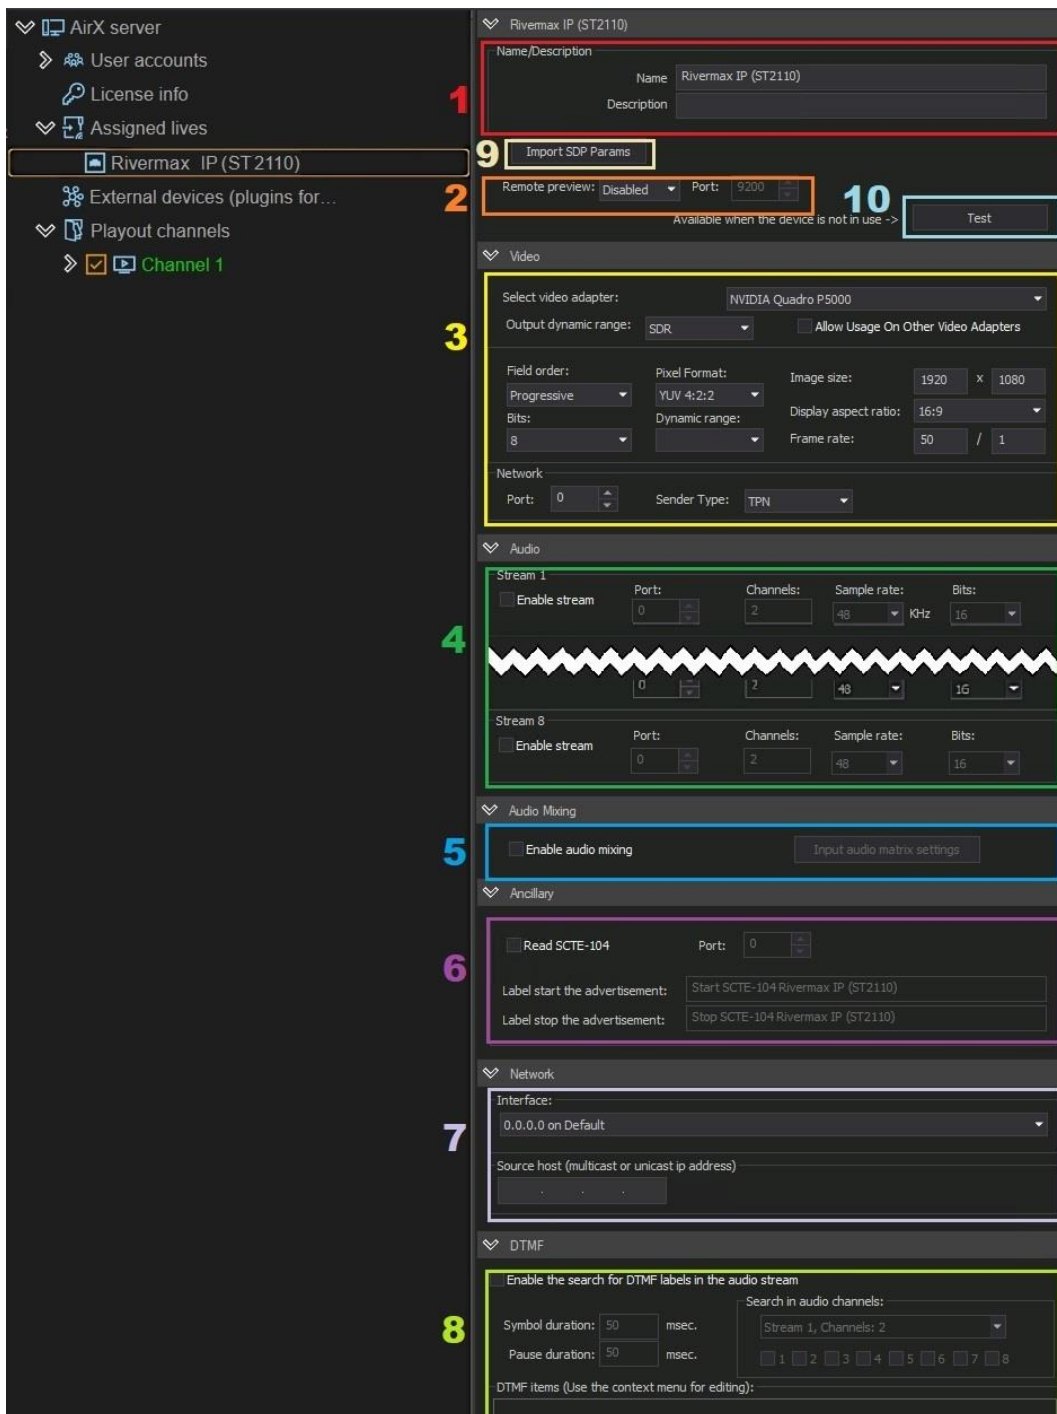 AirX server
User accounts
License info
Assigned lives
Rivermax IP (ST2110)
External devices (plugins for...
Playout channels
Channel 1
Rivermax IP (ST2110)
1
Name/Description
Name Rivermax IP (ST2110)
Description
9 Import SDP Params
2 Remote preview: Disabled Port: 9200
10
Available when the device is not in use -> Test
Video
3
Select video adapter: NVIDIA Quadro P5000
Output dynamic range: SDR Allow Usage On Other Video Adapters
Field order: Pixel Format: Image size: 1920 x 1080
Progressive YUV 4:2:2
Bits: Dynamic range: Display aspect ratio: 16:9
8 Frame rate: 50 / 1
Network
Port: 0 Sender Type: TPN
Audio
4
Stream 1
Enable stream Port: Channels: Sample rate: Bits:
0 2 48 KHz 16
0 2 48 16
Stream 8
Enable stream Port: Channels: Sample rate: Bits:
0 2 48 16
Audio Mixing
5 Enable audio mixing Input audio matrix settings
Ancillary
6
Read SCTE-104 Port: 0
Label start the advertisement: Start SCTE-104 Rivermax IP (ST2110)
Label stop the advertisement: Stop SCTE-104 Rivermax IP (ST2110)
Network
7
Interface:
0.0.0.0 on Default
Source host (multicast or unicast ip address)
. . .
DTMF
8
Enable the search for DTMF labels in the audio stream
Search in audio channels:
Symbol duration: 50 msec. Stream 1, Channels: 2
Pause duration: 50 msec. 1 2 3 4 5 6 7 8
DTMF items (Use the context menu for editing):